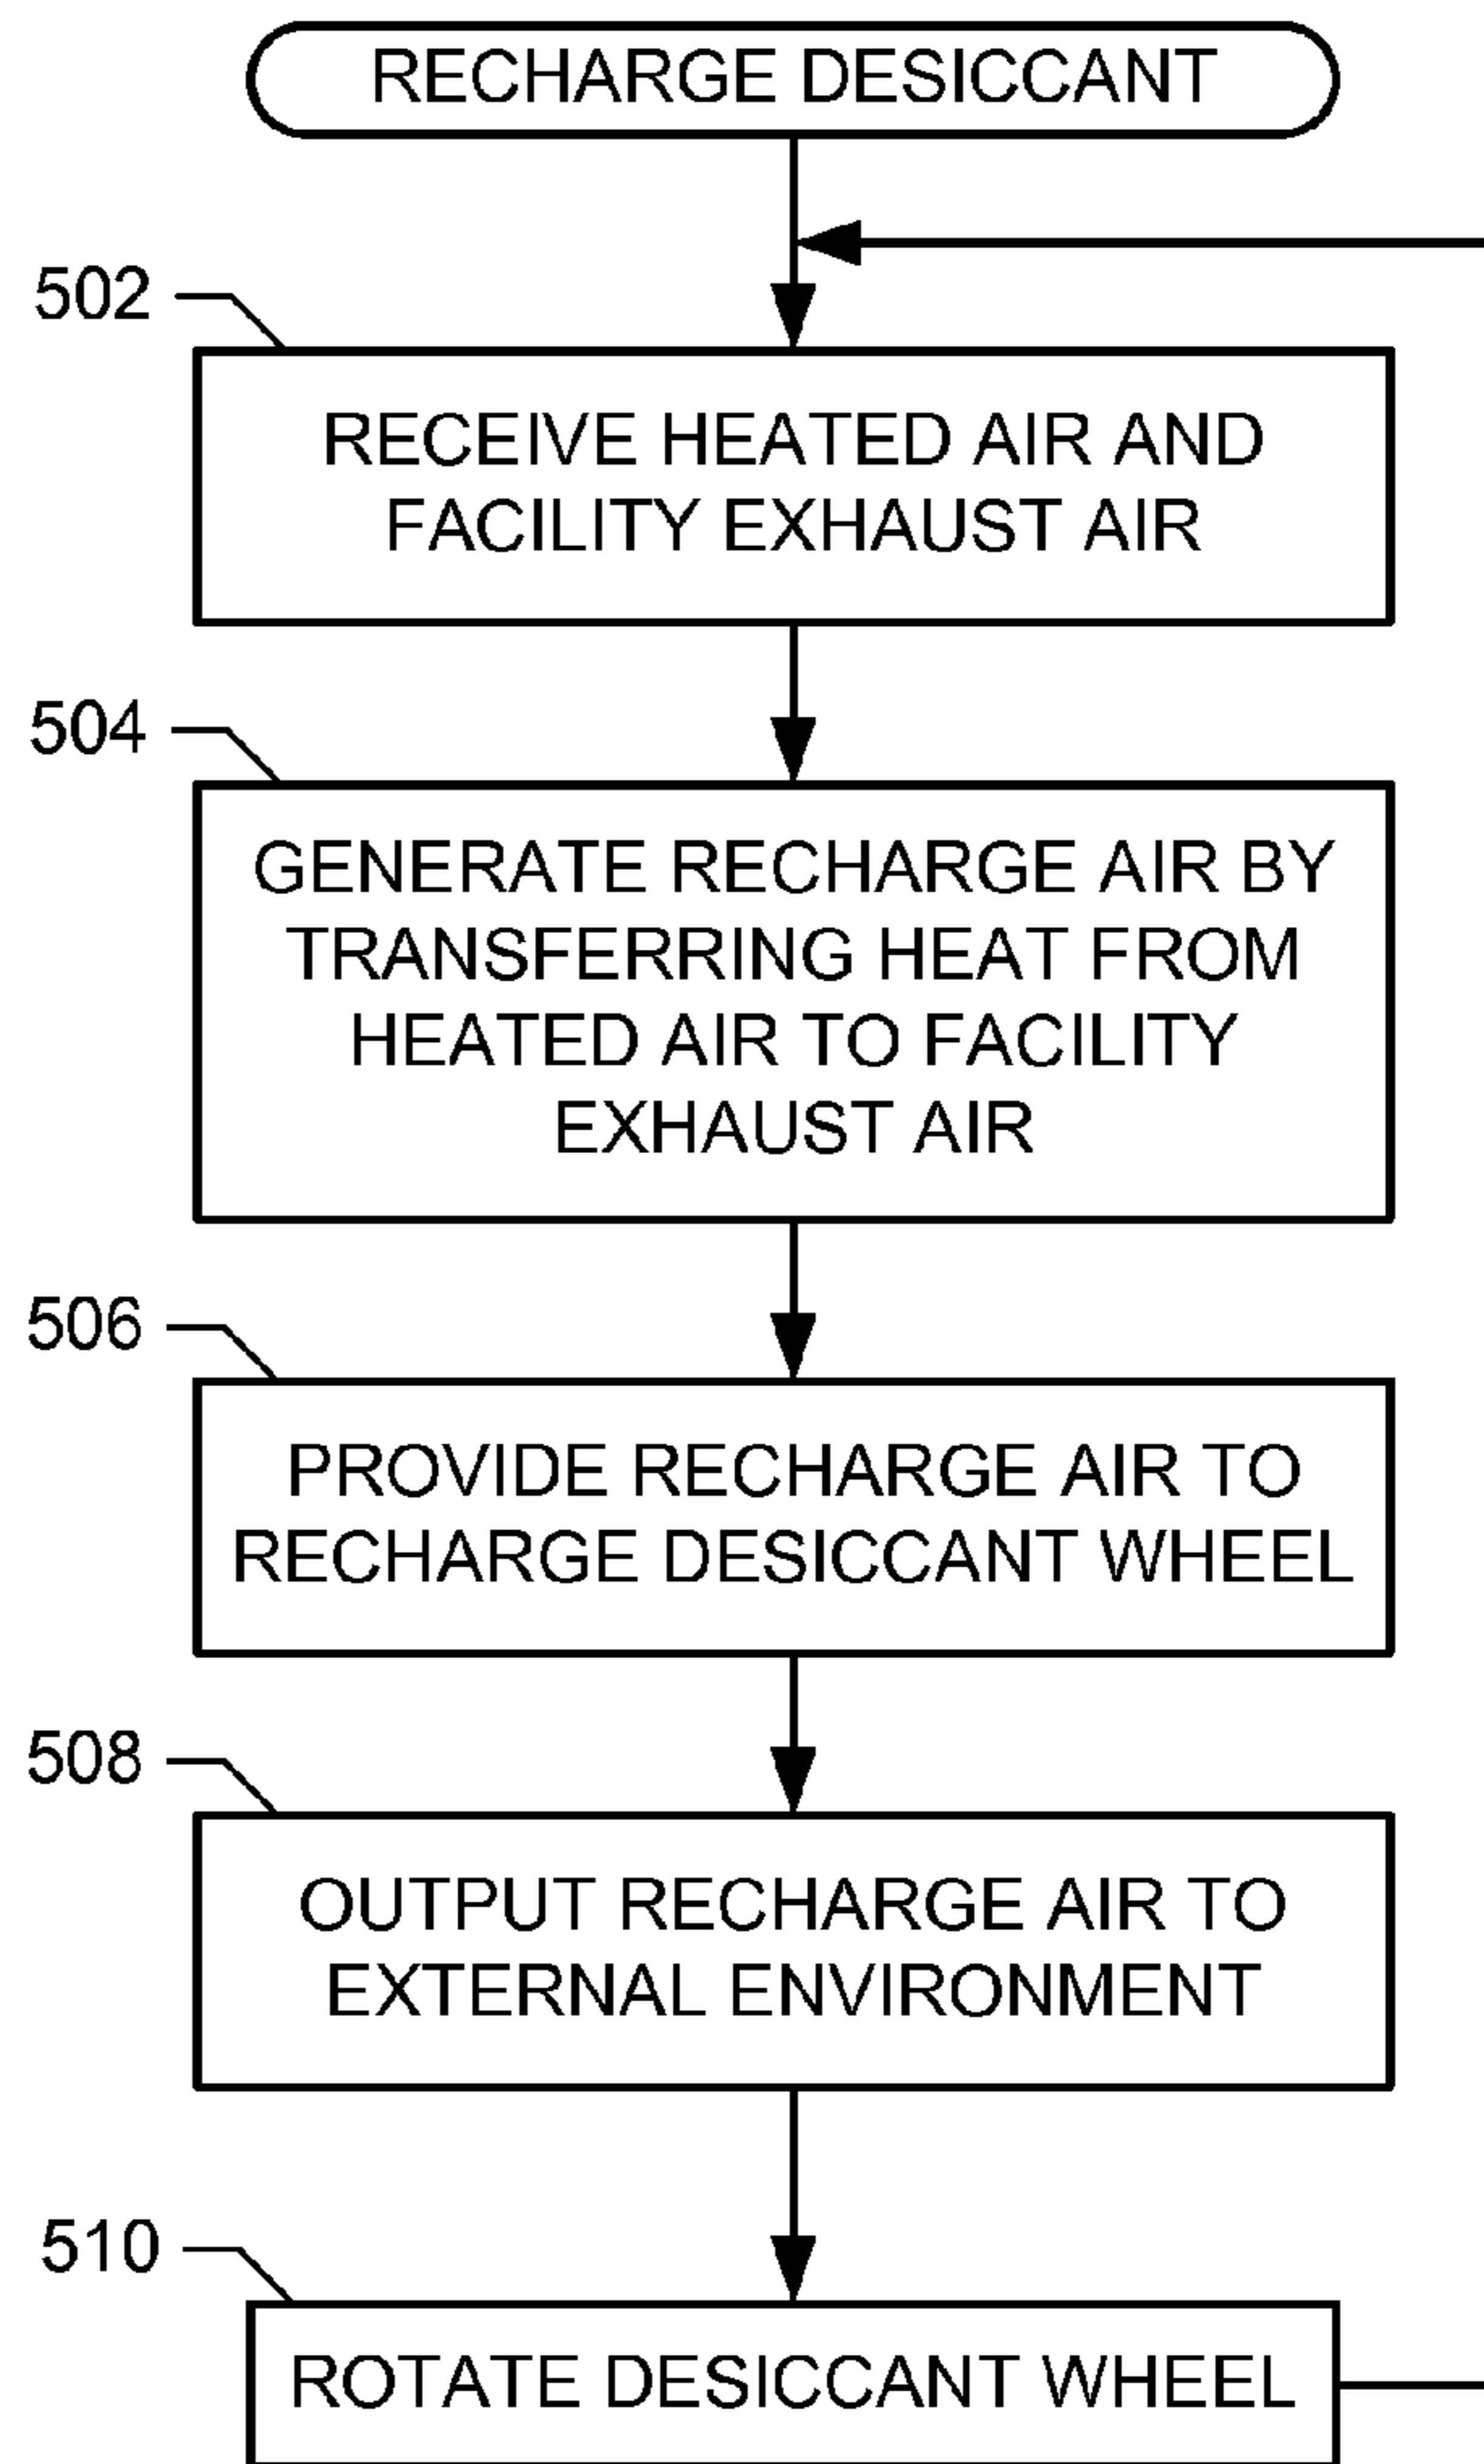 RECHARGE DESICCANT
502
RECEIVE HEATED AIR AND
FACILITY EXHAUST AIR
504
GENERATE RECHARGE AIR BY
TRANSFERRING HEAT FROM
HEATED AIR TO FACILITY
EXHAUST AIR
506
PROVIDE RECHARGE AIR TO
RECHARGE DESICCANT WHEEL
508
OUTPUT RECHARGE AIR TO
EXTERNAL ENVIRONMENT
510
ROTATE DESICCANT WHEEL